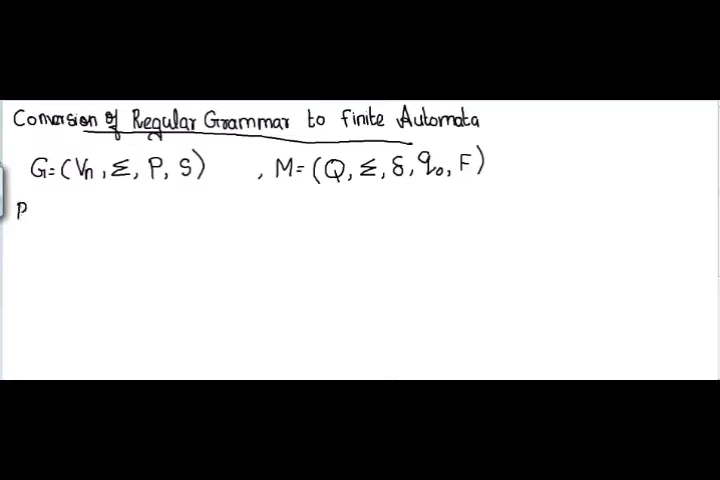 Conversion of Regular Grammar to Finite Automata
G=(Vn, Σ, P, S) , M=(Q, Σ, δ, q0, F)
P